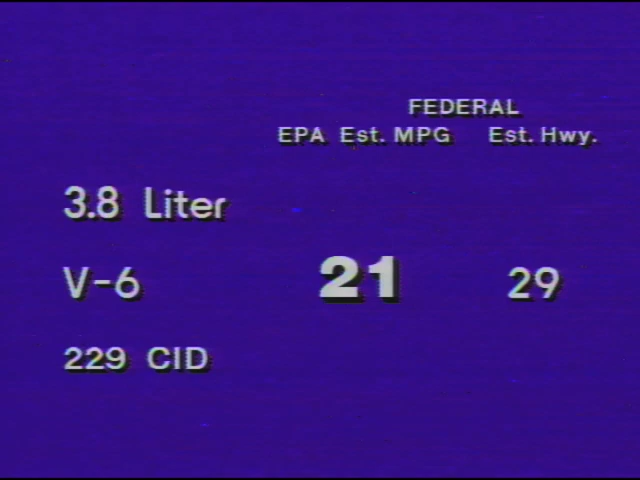 FEDERAL
EPA Est. MPG Est. Hwy.
3.8 Liter
V-6 21 29
229 CID